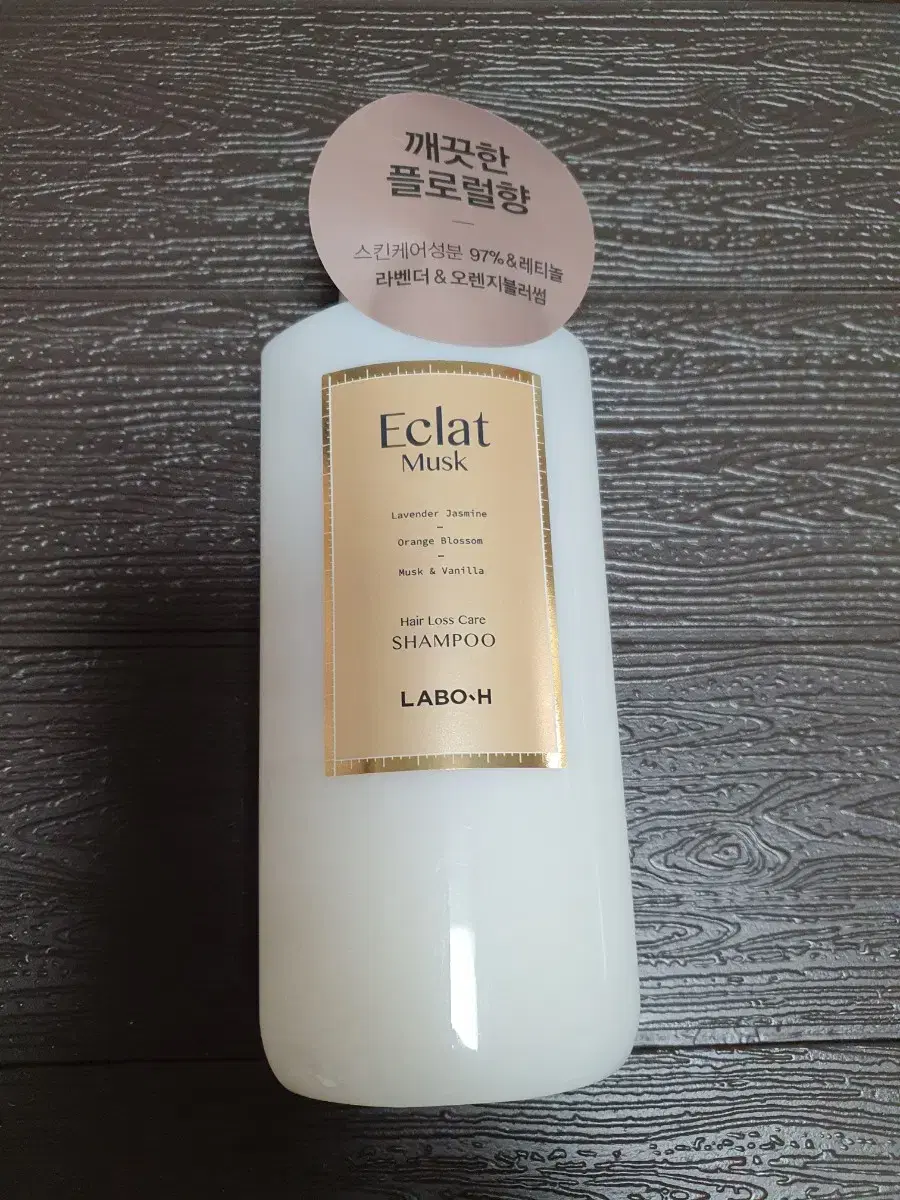 깨끗한
플로럴향
스킨케어성분 97%&레티놀
라벤더 & 오렌지블러썸
Eclat
Musk
Lavender Jasmine
Orange Blossom
Musk & Vanilla
Hair Loss Care
SHAMPOO
LABO-H